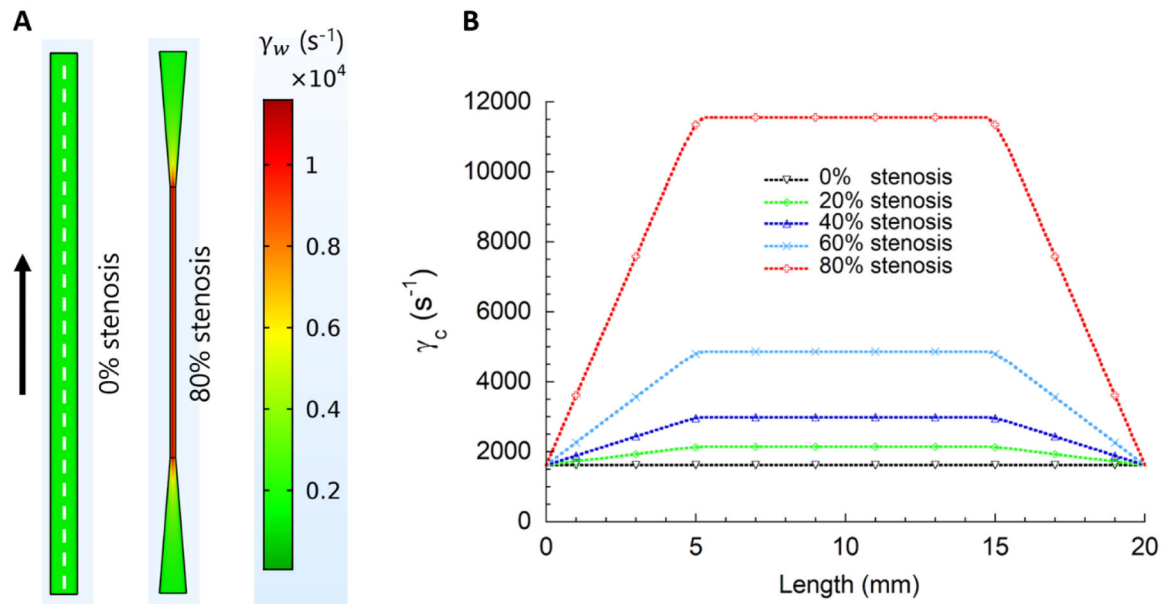 A
B
γw (s-1)
×10⁴
1
0.8
0.6
0.4
0.2
0% stenosis
80% stenosis
12000
10000
8000
6000
4000
2000
0
γc (s-1)
0% stenosis
20% stenosis
40% stenosis
60% stenosis
80% stenosis
0 5 10 15 20
Length (mm)